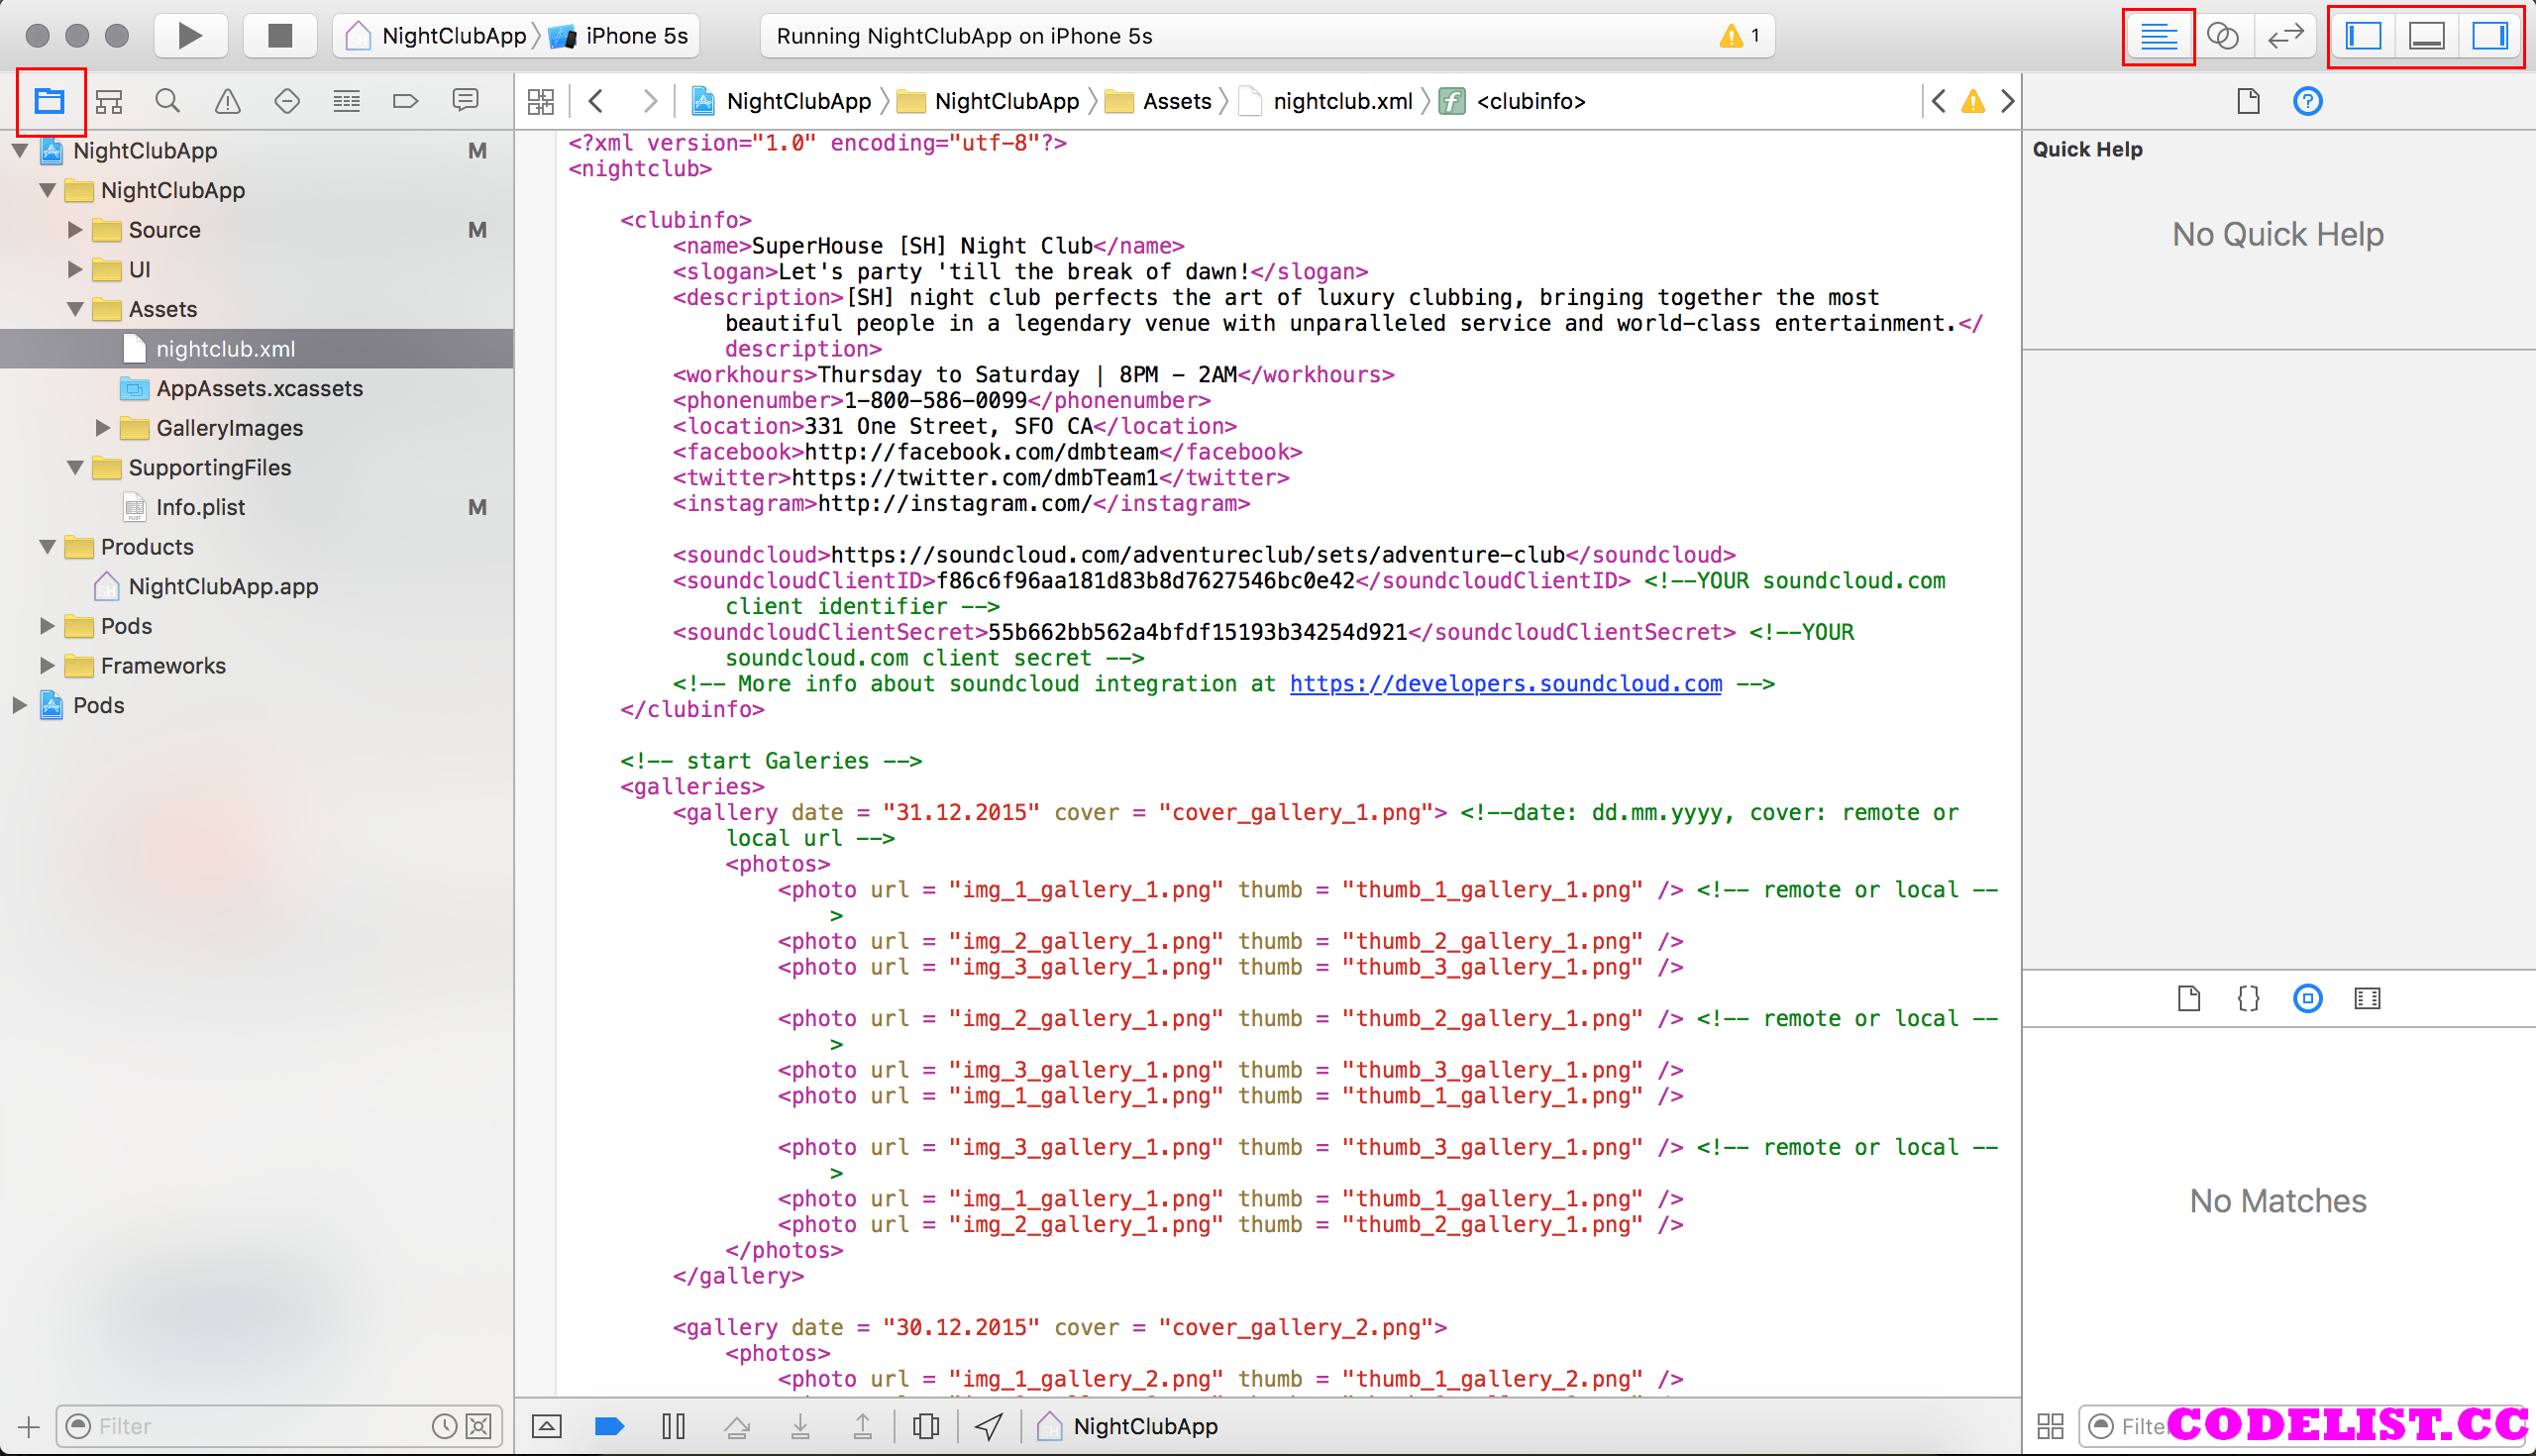 NightClubApp iPhone 5s
Running NightClubApp on iPhone 5s
1
NightClubApp NightClubApp Assets nightclub.xml f <clubinfo>
NightClubApp M
NightClubApp
Source M
UI
Assets
nightclub.xml
AppAssets.xcassets
GalleryImages
SupportingFiles
Info.plist M
Products
NightClubApp.app
Pods
Frameworks
Pods
Filter
<?xml version="1.0" encoding="utf-8"?>
<nightclub>
<clubinfo>
<name>SuperHouse [SH] Night Club</name>
<slogan>Let's party 'till the break of dawn!</slogan>
<description>[SH] night club perfects the art of luxury clubbing, bringing together the most
beautiful people in a legendary venue with unparalleled service and world-class entertainment.</
description>
<workhours>Thursday to Saturday | 8PM - 2AM</workhours>
<phonenumber>1-800-586-0099</phonenumber>
<location>331 One Street, SFO CA</location>
<facebook>http://facebook.com/dmbteam</facebook>
<twitter>https://twitter.com/dmbTeam1</twitter>
<instagram>http://instagram.com/</instagram>
<soundcloud>https://soundcloud.com/adventureclub/sets/adventure-club</soundcloud>
<soundcloudClientID>f86c6f96aa181d83b8d7627546bc0e42</soundcloudClientID> <!--YOUR soundcloud.com
client identifier -->
<soundcloudClientSecret>55b662bb562a4bfdf15193b34254d921</soundcloudClientSecret> <!--YOUR
soundcloud.com client secret -->
<!-- More info about soundcloud integration at https://developers.soundcloud.com -->
</clubinfo>
<!-- start Galeries -->
<galleries>
<gallery date = "31.12.2015" cover = "cover_gallery_1.png"> <!--date: dd.mm.yyyy, cover: remote or
local url -->
<photos>
<photo url = "img_1_gallery_1.png" thumb = "thumb_1_gallery_1.png" /> <!-- remote or local --
>
<photo url = "img_2_gallery_1.png" thumb = "thumb_2_gallery_1.png" />
<photo url = "img_3_gallery_1.png" thumb = "thumb_3_gallery_1.png" />
<photo url = "img_2_gallery_1.png" thumb = "thumb_2_gallery_1.png" /> <!-- remote or local --
>
<photo url = "img_3_gallery_1.png" thumb = "thumb_3_gallery_1.png" />
<photo url = "img_1_gallery_1.png" thumb = "thumb_1_gallery_1.png" />
<photo url = "img_3_gallery_1.png" thumb = "thumb_3_gallery_1.png" /> <!-- remote or local --
>
<photo url = "img_1_gallery_1.png" thumb = "thumb_1_gallery_1.png" />
<photo url = "img_2_gallery_1.png" thumb = "thumb_2_gallery_1.png" />
</photos>
</gallery>
<gallery date = "30.12.2015" cover = "cover_gallery_2.png">
<photos>
<photo url = "img_1_gallery_2.png" thumb = "thumb_1_gallery_2.png" />
NightClubApp
Quick Help
No Quick Help
{}
No Matches
CODELIST.CC